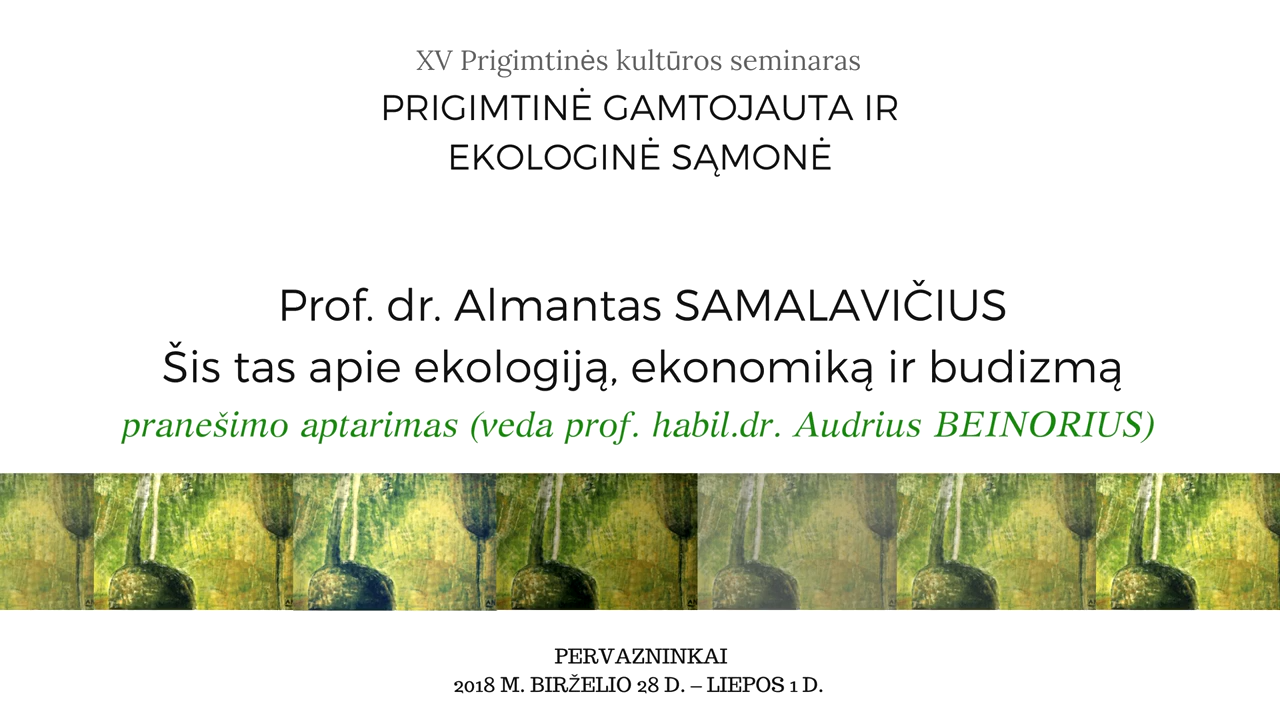 XV Prigimtinės kultūros seminaras
PRIGIMTINĖ GAMTOJAUTA IR
EKOLOGINĖ SĄMONĖ
Prof. dr. Almantas SAMALAVIČIUS
Šis tas apie ekologiją, ekonomiką ir budizmą
pranešimo aptarimas (veda prof. habil.dr. Audrius BEINORIUS)
PERVAZNINKAI
2018 M. BIRŽELIO 28 D. – LIEPOS 1 D.